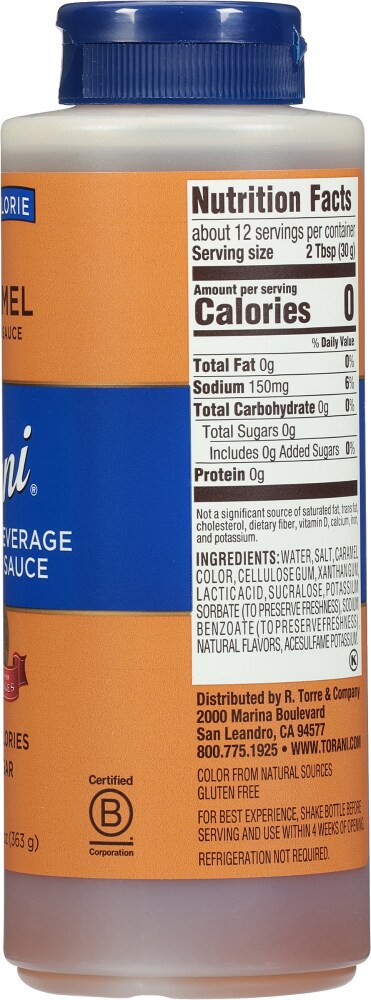 LORIE
MEL
SAUCE
ni®
EVERAGE
SAUCE
ORIES
AR
(363 g)
Certified
B
Corporation
Nutrition Facts
about 12 servings per container
Serving size 2 Tbsp (30g)
Amount per serving
Calories 0
% Daily Value
Total Fat 0g 0%
Sodium 150mg 6%
Total Carbohydrate 0g 0%
Total Sugars 0g
Includes 0g Added Sugars 0%
Protein 0g
Not a significant source of saturated fat, trans fat,
cholesterol, dietary fiber, vitamin D, calcium, iron,
and potassium.
INGREDIENTS: WATER, SALT, CARAMEL
COLOR, CELLULOSE GUM, XANTHAN GUM,
LACTIC ACID, SUCRALOSE, POTASSIUM
SORBATE (TO PRESERVE FRESHNESS), SODIUM
BENZOATE (TO PRESERVE FRESHNESS),
NATURAL FLAVORS, ACESULFAME POTASSIUM.
K
Distributed by R. Torre & Company
2000 Marina Boulevard
San Leandro, CA 94577
800.775.1925 • WWW.TORANI.COM
COLOR FROM NATURAL SOURCES
GLUTEN FREE
FOR BEST EXPERIENCE, SHAKE BOTTLE BEFORE
SERVING AND USE WITHIN 4 WEEKS OF OPENING.
REFRIGERATION NOT REQUIRED.